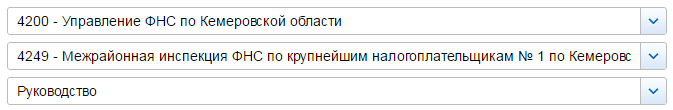 4200 - Управление ФНС по Кемеровской области
4249 - Межрайонная инспекция ФНС по крупнейшим налогоплательщикам № 1 по Кемеровс
Руководство